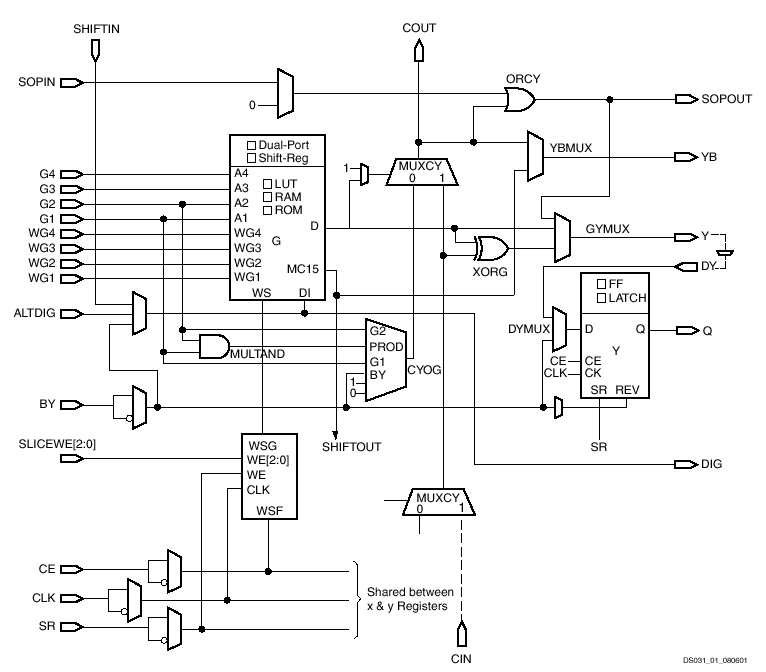 SHIFTIN
COUT
SOPIN
ORCY
0
SOPOUT
Dual-Port
Shift-Reg
YBMUX
YB
MUXCY
0 1
1
G4
A4
G3
A3
LUT
G2
A2
RAM
G1
A1
ROM
WG4
WG4
G
D
GYMUX
Y
WG3
WG3
WG2
WG2
MC15
XORG
DY
WG1
WG1
WS
DI
FF
LATCH
ALTDIG
G2
DYMUX
D
Q
Q
PROD
MULTAND
G1
CYOG
Y
BY
CE
CE
1
CLK
CK
0
SR REV
BY
SLICEWE[2:0]
WSG
SHIFTOUT
SR
WE[2:0]
DIG
WE
CLK
MUXCY
0 1
WSF
CE
CLK
Shared between
x & y Registers
SR
CIN
DS031_01_080601